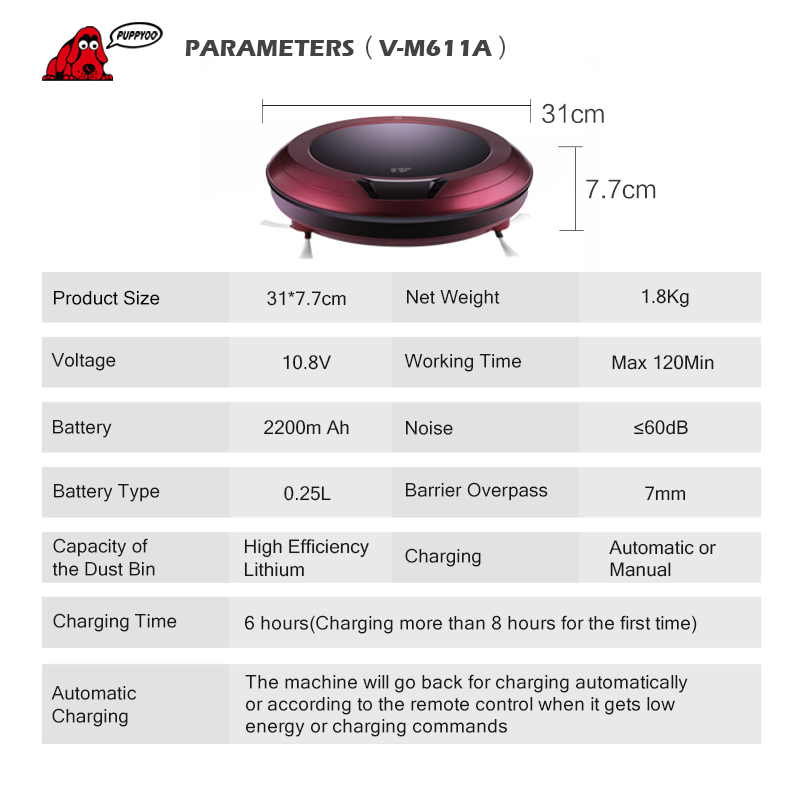 PUPPYOO
PARAMETERS（V-M611A）
31cm
7.7cm
Product Size
31*7.7cm
Net Weight
1.8Kg
Voltage
10.8V
Working Time
Max 120Min
Battery
2200m Ah
Noise
≤60dB
Battery Type
0.25L
Barrier Overpass
7mm
Capacity of
the Dust Bin
High Efficiency
Lithium
Charging
Automatic or
Manual
Charging Time
6 hours(Charging more than 8 hours for the first time)
Automatic
Charging
The machine will go back for charging automatically
or according to the remote control when it gets low
energy or charging commands